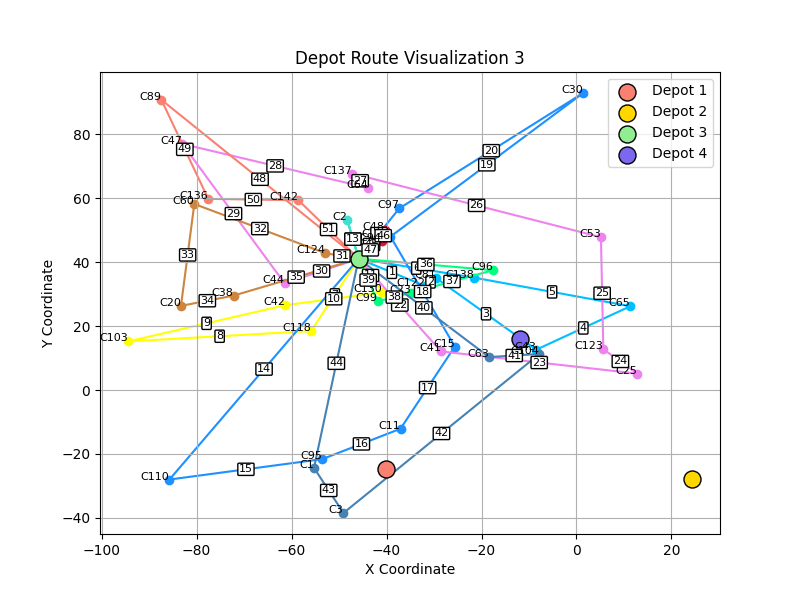 Depot Route Visualization 3
Depot 1
Depot 2
Depot 3
Depot 4
Y Coordinate
80
60
40
20
0
−20
−40
−100
−80
−60
−40
−20
0
20
X Coordinate
C89
C30
C47
49
20
19
C137
28
48
C136
C60
50
C142
C97
26
29
C2
32
51
C48
C53
13
46
47
C124
31
33
30
35
C44
39
1
36
C96
C138
37
18
C130
C99
38
22
40
5
25
C65
C20
34
C38
C42
10
9
C103
8
C118
3
4
C15
C41
C63
41
23
C123
24
C25
14
44
17
C11
42
16
C95
C1
C110
15
43
C3